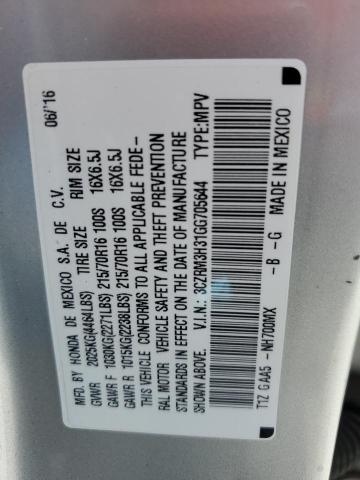 MFD. BY HONDA DE MEXICO S.A. DE C.V. 06/'16
GVWR 2025KG(4464LBS) TIRE SIZE RIM SIZE
GAWR F 1030KG(2271LBS) 215/70R16 100S 16X6.5J
GAWR R 1015KG(2238LBS) 215/70R16 100S 16X6.5J
THIS VEHICLE CONFORMS TO ALL APPLICABLE FEDE-
RAL MOTOR VEHICLE SAFETY AND THEFT PREVENTION
STANDARDS IN EFFECT ON THE DATE OF MANUFACTURE
SHOWN ABOVE. V.I.N.: 3CZRM3H31GG705644 TYPE:MPV
T1Z GAA5 -NH700MX -B -G MADE IN MEXICO